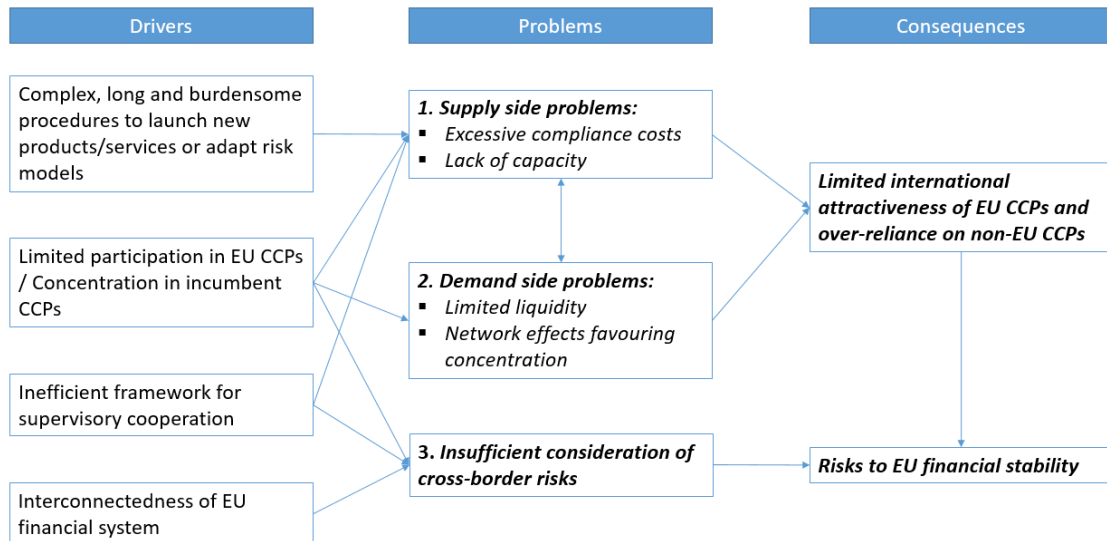 Drivers
Complex, long and burdensome
procedures to launch new
products/services or adapt risk
models
Limited participation in EU CCPs
/ Concentration in incumbent
CCPs
Inefficient framework for
supervisory cooperation
Interconnectedness of EU
financial system
Problems
1. Supply side problems:
▪ Excessive compliance costs
▪ Lack of capacity
2. Demand side problems:
▪ Limited liquidity
▪ Network effects favouring
concentration
3. Insufficient consideration of
cross-border risks
Consequences
Limited international
attractiveness of EU CCPs and
over-reliance on non-EU CCPs
Risks to EU financial stability